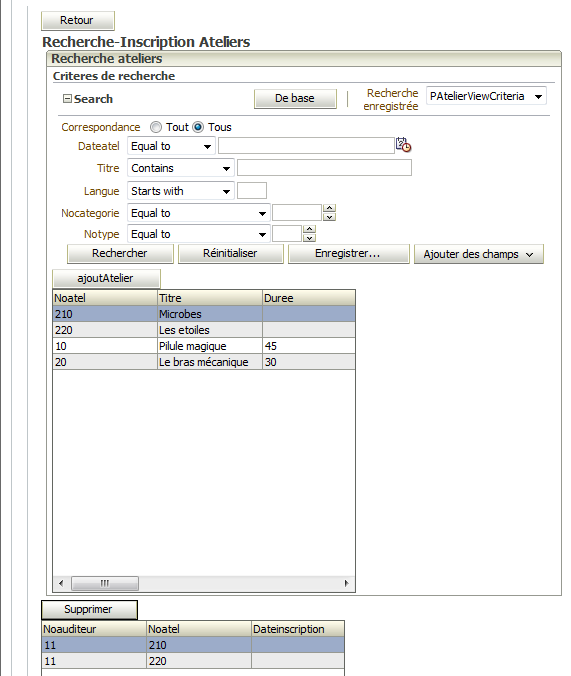 Retour
Recherche-Inscription Ateliers
Recherche ateliers
Criteres de recherche
Search De base Recherche enregistrée PAtelierViewCriteria
Correspondance Tout Tous
Dateatel Equal to
Titre Contains
Langue Starts with
Nocategorie Equal to
Notype Equal to
Rechercher Réinitialiser Enregistrer... Ajouter des champs
ajoutAtelier
Noatel Titre Duree
210 Microbes
220 Les etoiles
10 Pilule magique 45
20 Le bras mécanique 30
Supprimer
Noauditeur Noatel Dateinscription
11 210
11 220